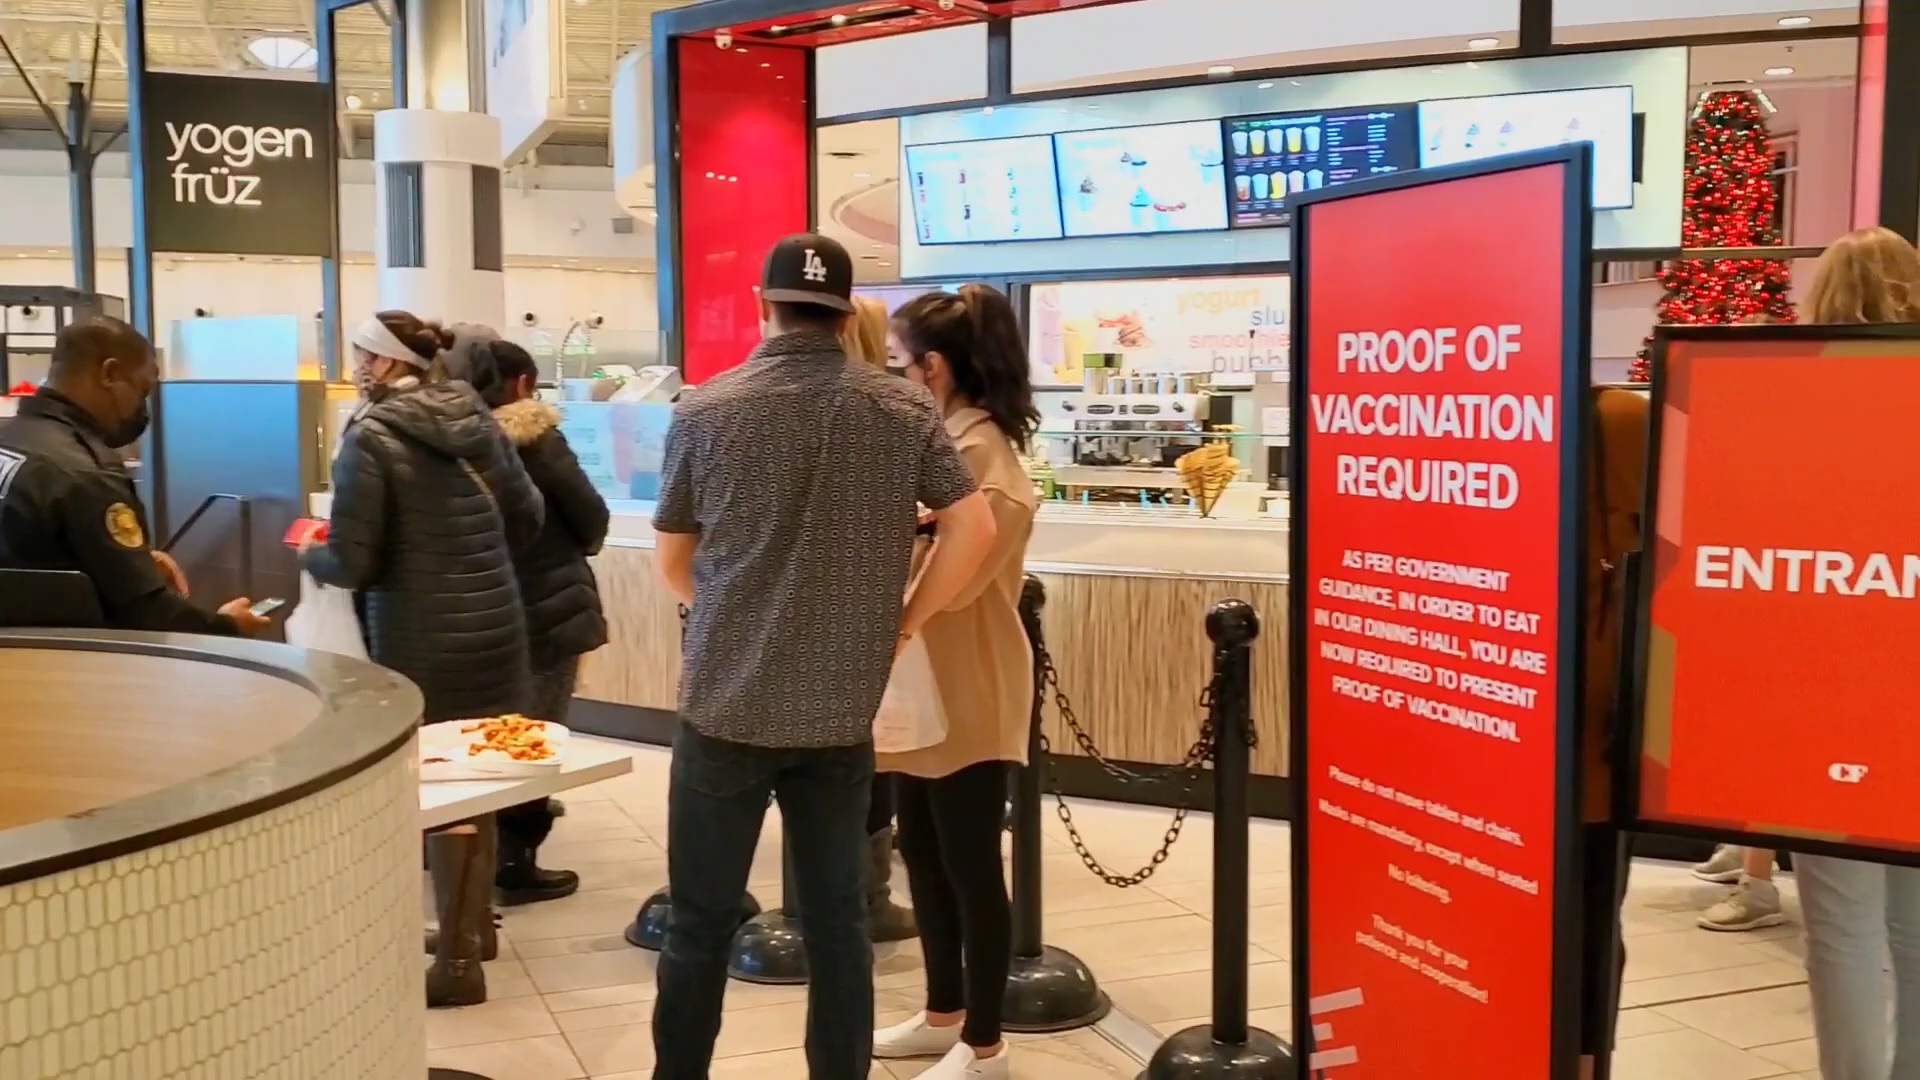 yogen
früz
LA
yogurt
slu
smoothie
bubb
PROOF OF
VACCINATION
REQUIRED
AS PER GOVERNMENT
GUIDANCE, IN ORDER TO EAT
IN OUR DINING HALL, YOU ARE
NOW REQUIRED TO PRESENT
PROOF OF VACCINATION.
Please do not move tables and chairs.
Masks are mandatory, except when seated
No loitering.
Thank you for your
patience and cooperation!
ENTRAN
CF